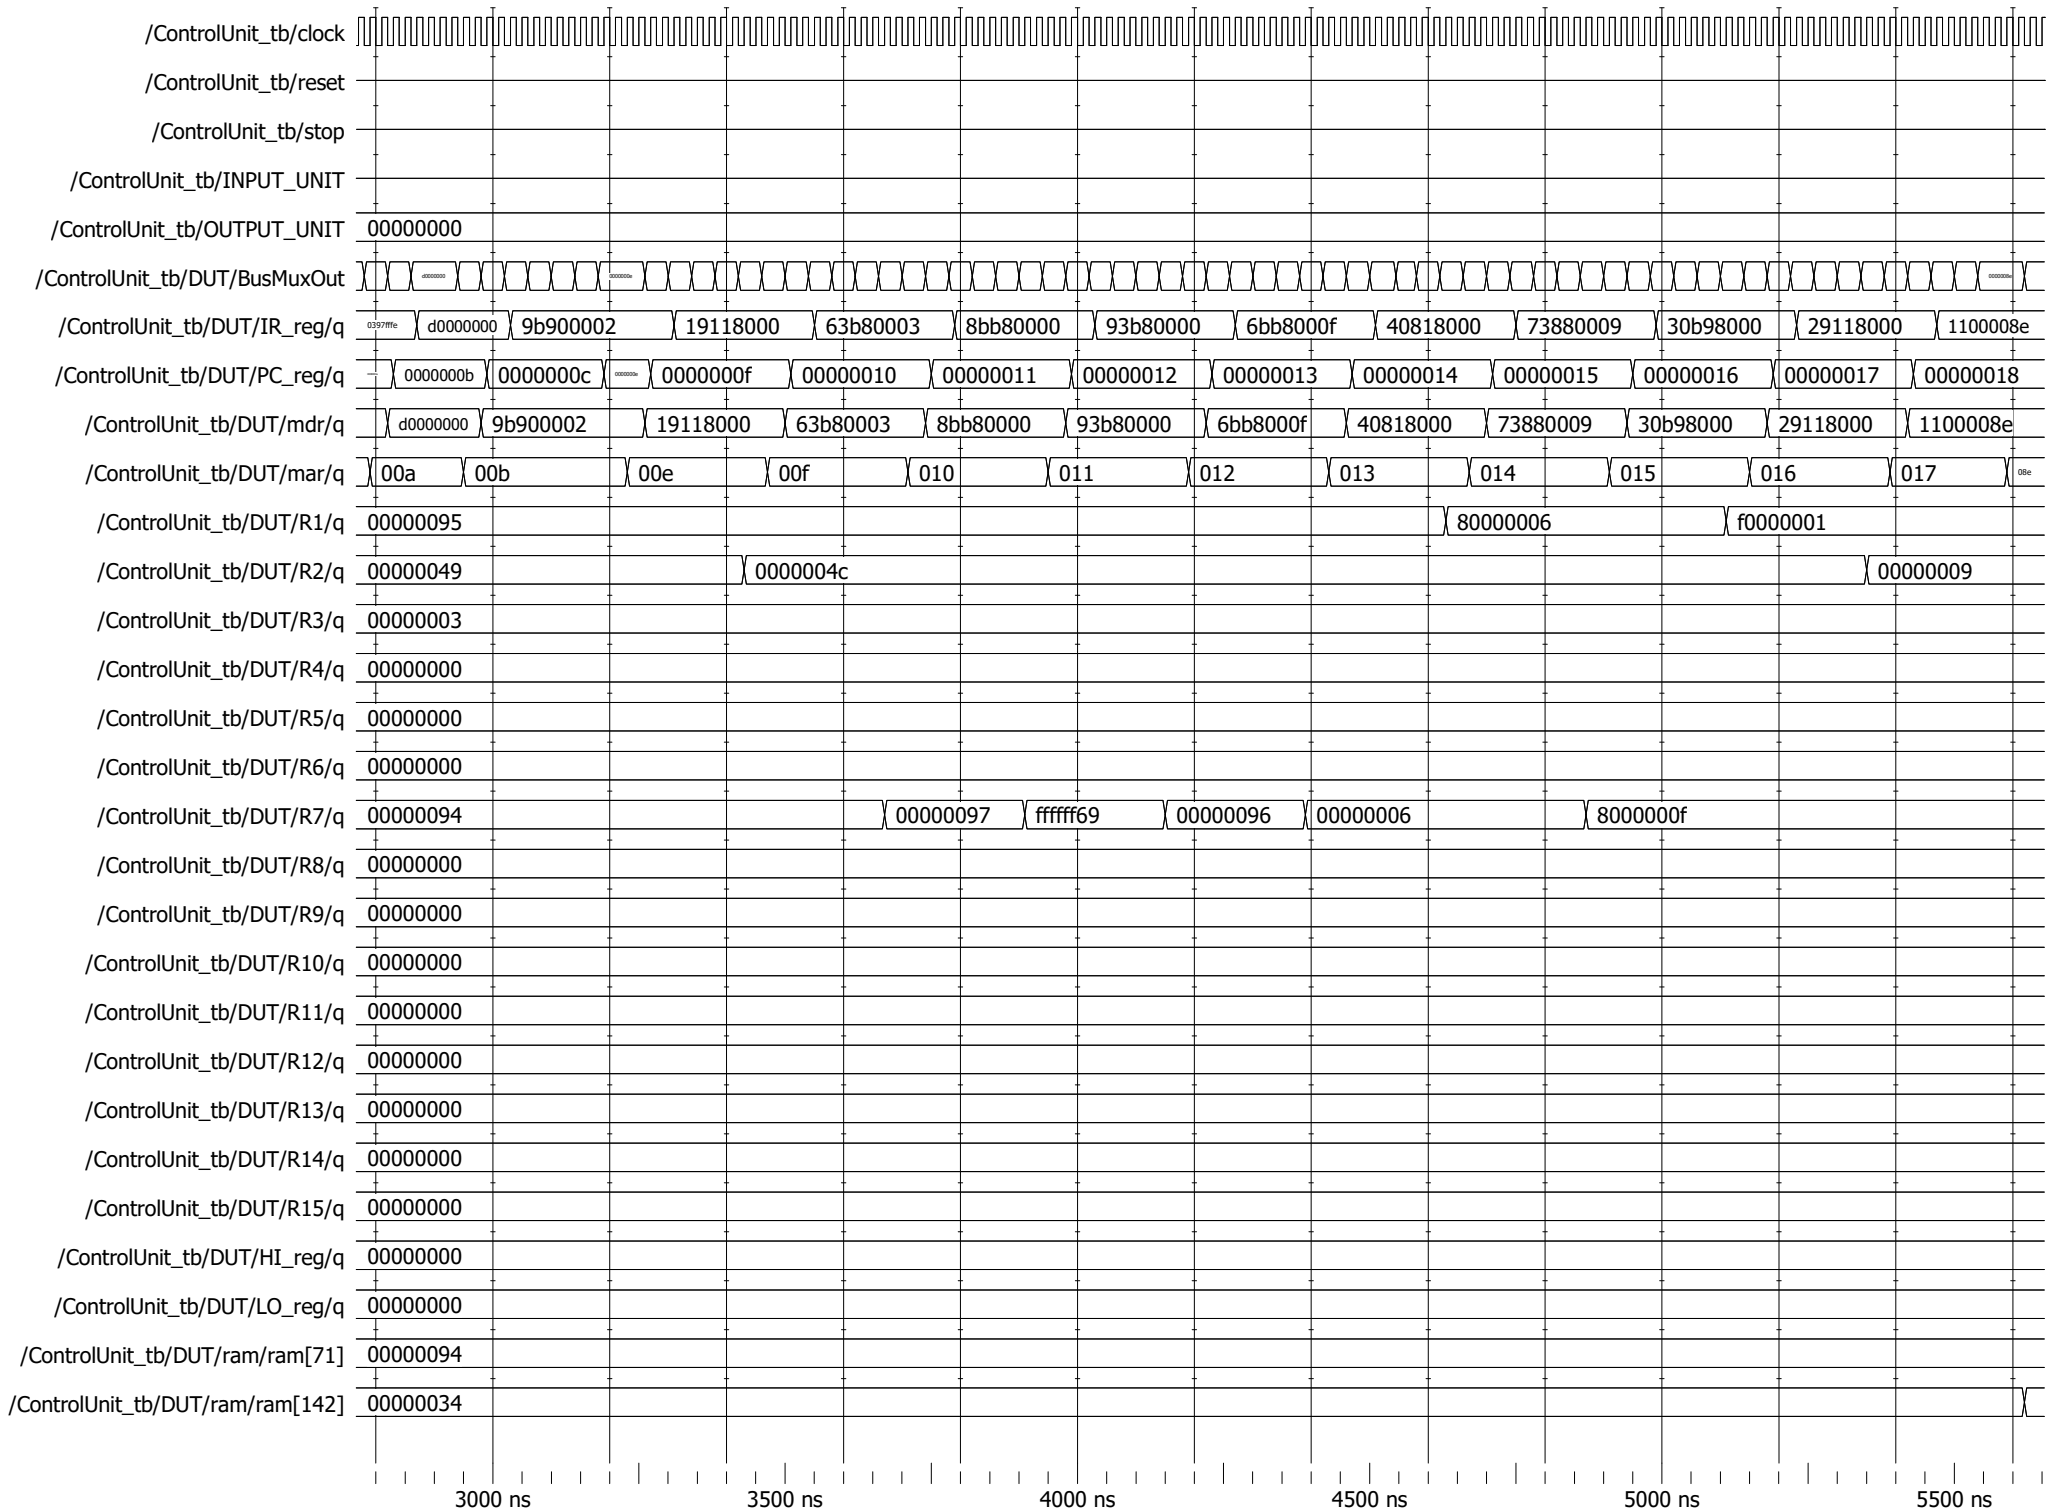 /ControlUnit_tb/clock
/ControlUnit_tb/reset
/ControlUnit_tb/stop
/ControlUnit_tb/INPUT_UNIT
/ControlUnit_tb/OUTPUT_UNIT 00000000
/ControlUnit_tb/DUT/BusMuxOut d0000000 0000000e 0000008e
/ControlUnit_tb/DUT/IR_reg/q 0397fffe d0000000 9b900002 19118000 63b80003 8bb80000 93b80000 6bb8000f 40818000 73880009 30b98000 29118000 1100008e
/ControlUnit_tb/DUT/PC_reg/q 0000000b 0000000c 0000000e 0000000f 00000010 00000011 00000012 00000013 00000014 00000015 00000016 00000017 00000018
/ControlUnit_tb/DUT/mdr/q d0000000 9b900002 19118000 63b80003 8bb80000 93b80000 6bb8000f 40818000 73880009 30b98000 29118000 1100008e
/ControlUnit_tb/DUT/mar/q 00a 00b 00e 00f 010 011 012 013 014 015 016 017 08e
/ControlUnit_tb/DUT/R1/q 00000095 80000006 f0000001
/ControlUnit_tb/DUT/R2/q 00000049 0000004c 00000009
/ControlUnit_tb/DUT/R3/q 00000003
/ControlUnit_tb/DUT/R4/q 00000000
/ControlUnit_tb/DUT/R5/q 00000000
/ControlUnit_tb/DUT/R6/q 00000000
/ControlUnit_tb/DUT/R7/q 00000094 00000097 ffffff69 00000096 00000006 8000000f
/ControlUnit_tb/DUT/R8/q 00000000
/ControlUnit_tb/DUT/R9/q 00000000
/ControlUnit_tb/DUT/R10/q 00000000
/ControlUnit_tb/DUT/R11/q 00000000
/ControlUnit_tb/DUT/R12/q 00000000
/ControlUnit_tb/DUT/R13/q 00000000
/ControlUnit_tb/DUT/R14/q 00000000
/ControlUnit_tb/DUT/R15/q 00000000
/ControlUnit_tb/DUT/HI_reg/q 00000000
/ControlUnit_tb/DUT/LO_reg/q 00000000
/ControlUnit_tb/DUT/ram/ram[71] 00000094
/ControlUnit_tb/DUT/ram/ram[142] 00000034
3000 ns 3500 ns 4000 ns 4500 ns 5000 ns 5500 ns